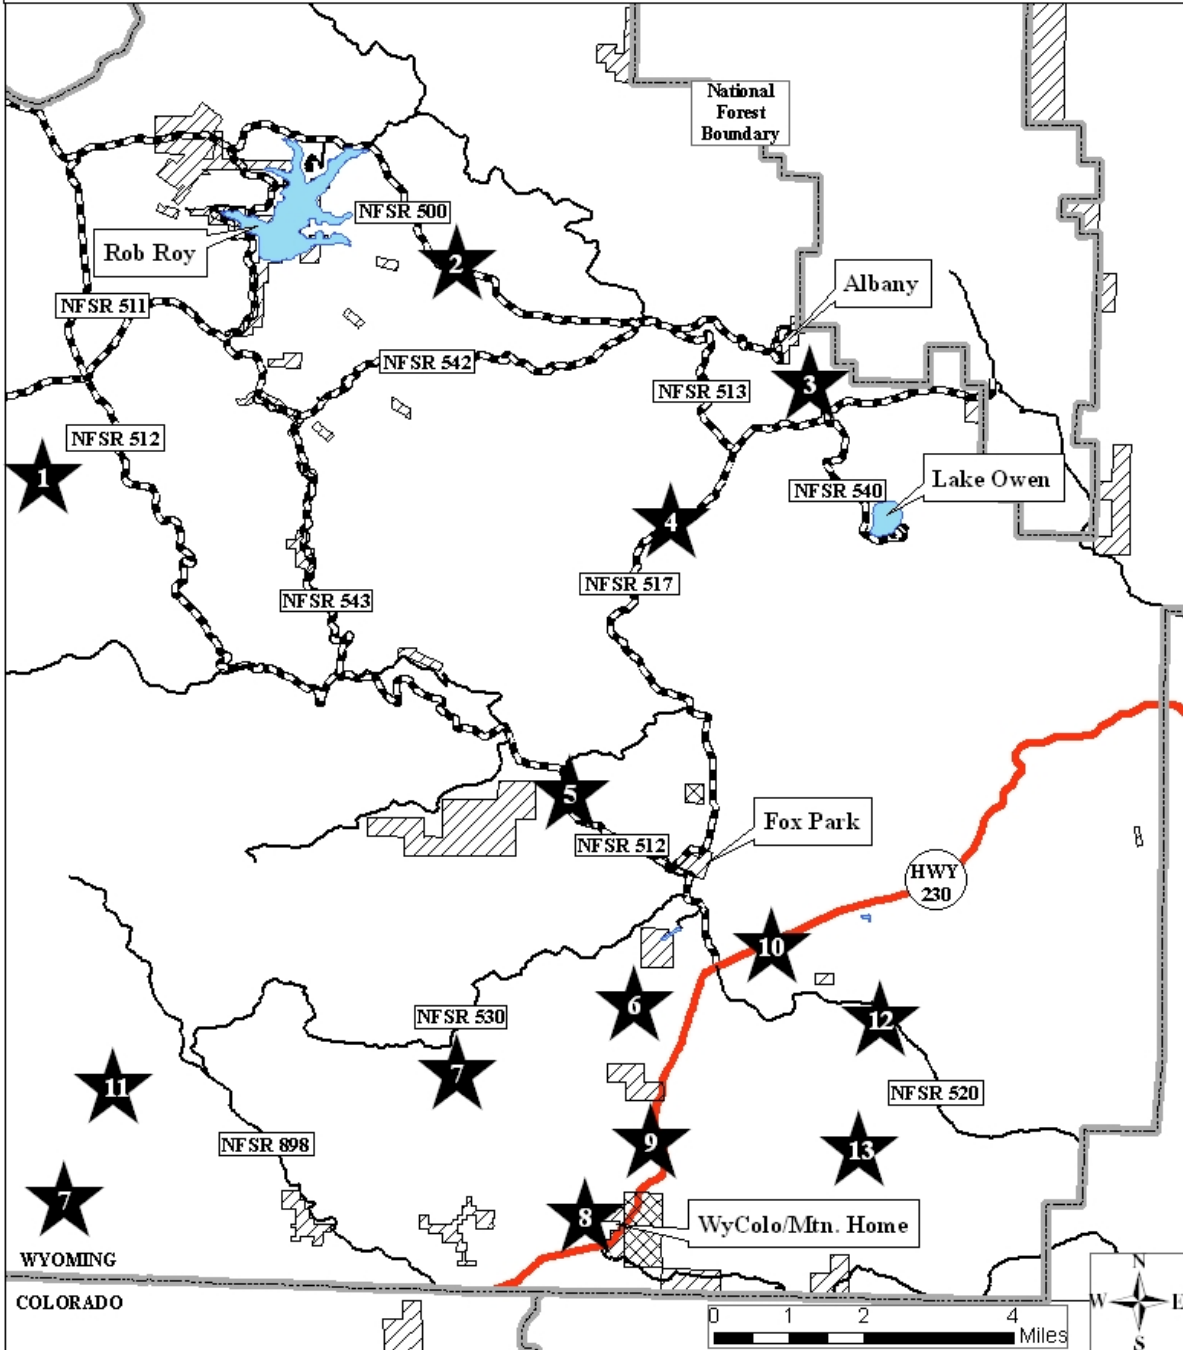 National
Forest
Boundary
NFSR 500
Rob Roy
2
Albany
NFSR 511
NFSR 542
3
NFSR 513
NFSR 512
1
Lake Owen
NFSR 540
4
NFSR 517
NFSR 543
5
Fox Park
NFSR 512
HWY
230
10
6
NFSR 530
12
7
11
NFSR 520
9
NFSR 898
13
7
8
WyColo/Mtn. Home
WYOMING
COLORADO
N
W E
S
0 1 2 4
Miles